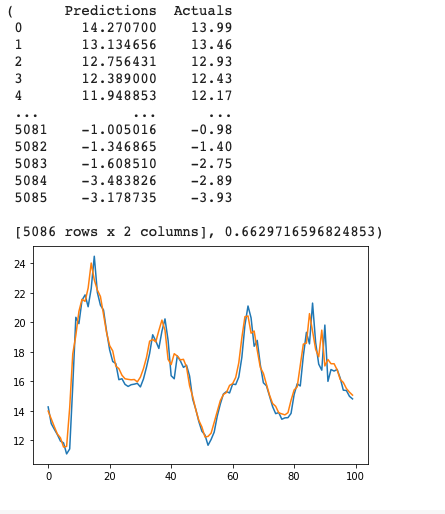 (     Predictions  Actuals
0       14.270700    13.99
1       13.134656    13.46
2       12.756431    12.93
3       12.389000    12.43
4       11.948853    12.17
...           ...      ...
5081    -1.005016    -0.98
5082    -1.346865    -1.40
5083    -1.608510    -2.75
5084    -3.483826    -2.89
5085    -3.178735    -3.93
[5086 rows x 2 columns], 0.6629716596824853)
24
22
20
18
16
14
12
0 20 40 60 80 100